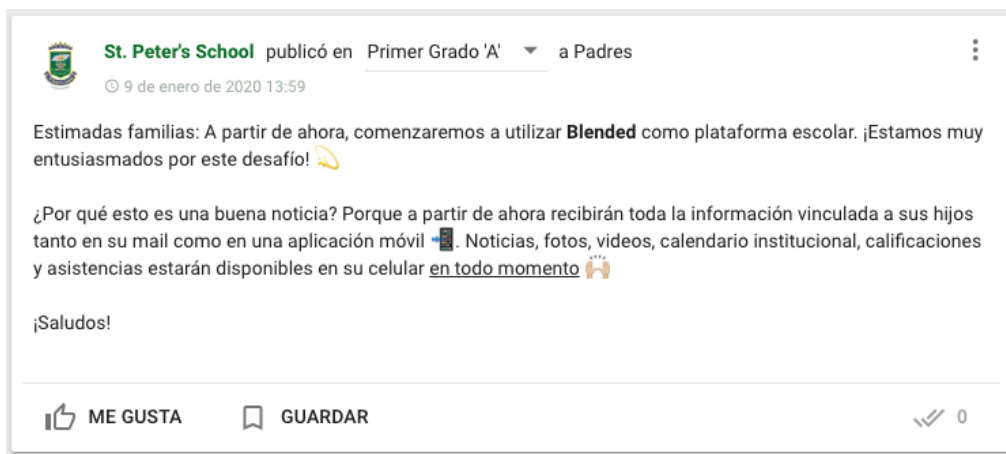 St. Peter's School publicó en Primer Grado 'A' a Padres
9 de enero de 2020 13:59
Estimadas familias: A partir de ahora, comenzaremos a utilizar Blended como plataforma escolar. ¡Estamos muy
entusiasmados por este desafío! 💫
¿Por qué esto es una buena noticia? Porque a partir de ahora recibirán toda la información vinculada a sus hijos
tanto en su mail como en una aplicación móvil 📲. Noticias, fotos, videos, calendario institucional, calificaciones
y asistencias estarán disponibles en su celular en todo momento 🙌🏼
¡Saludos!
ME GUSTA GUARDAR 0